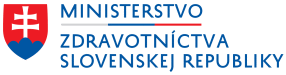 MINISTERSTVO
ZDRAVOTNÍCTVA
SLOVENSKEJ REPUBLIKY